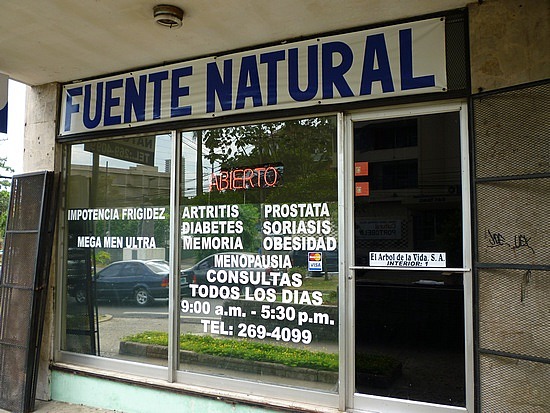 FUENTE NATURAL
ABIERTO
IMPOTENCIA FRIGIDEZ
MEGA MEN ULTRA
ARTRITIS PROSTATA
DIABETES SORIASIS
MEMORIA OBESIDAD
MENOPAUSIA
VISA
CONSULTAS
TODOS LOS DIAS
9:00 a.m. - 5:30 p.m.
TEL: 269-4099
El Arbol de la Vida, S.A.
INTERIOR: 1